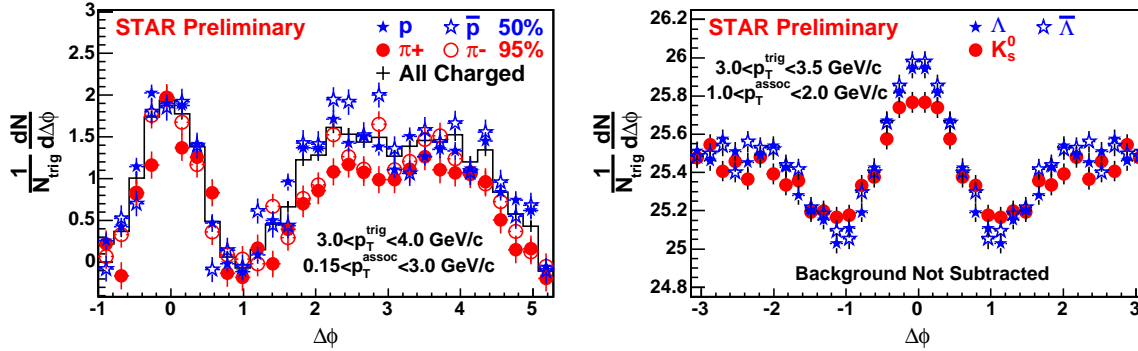 STAR Preliminary
p p̅ 50%
π+ π- 95%
All Charged
3.0<p_T^trig<4.0 GeV/c
0.15<p_T^assoc<3.0 GeV/c
1/N_trig dN/dΔφ
3
2.5
2
1.5
1
0.5
0
-1 0 1 2 3 4 5
Δφ
STAR Preliminary
Λ Λ̅
K_s^0
3.0<p_T^trig<3.5 GeV/c
1.0<p_T^assoc<2.0 GeV/c
Background Not Subtracted
1/N_trig dN/dΔφ
26.2
26
25.8
25.6
25.4
25.2
25
24.8
-3 -2 -1 0 1 2 3
Δφ